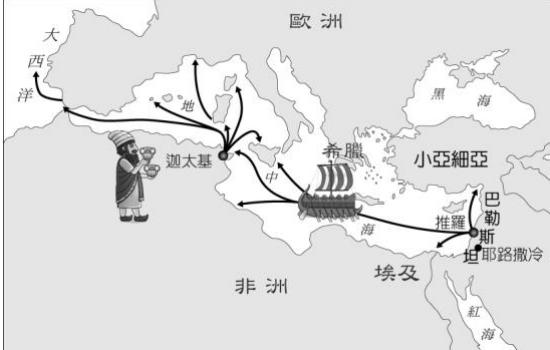 歐洲
大西洋
黑海
地中海
迦太基
希臘
小亞細亞
巴勒斯坦
推羅
耶路撒冷
埃及
非洲
紅海